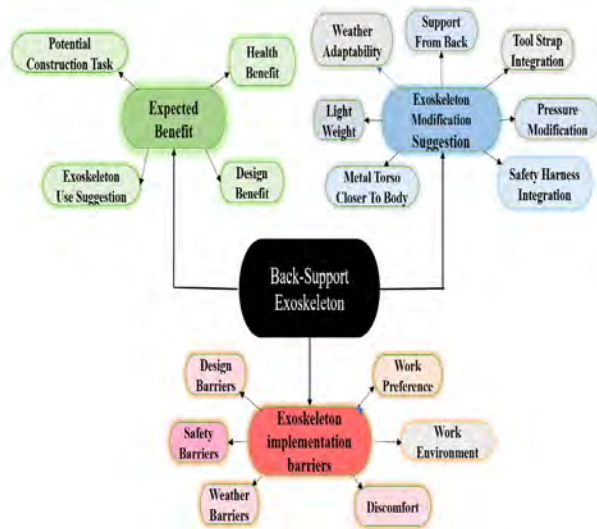 Potential
Construction Task
Health
Benefit
Expected
Benefit
Exoskeleton
Use Suggestion
Design
Benefit
Weather
Adaptability
Support
From Back
Tool Strap
Integration
Light
Weight
Exoskeleton
Modification
Suggestion
Pressure
Modification
Metal Torso
Closer To Body
Safety Harness
Integration
Back-Support
Exoskeleton
Design
Barriers
Work
Preference
Safety
Barriers
Exoskeleton
implementation
barriers
Work
Environment
Weather
Barriers
Discomfort